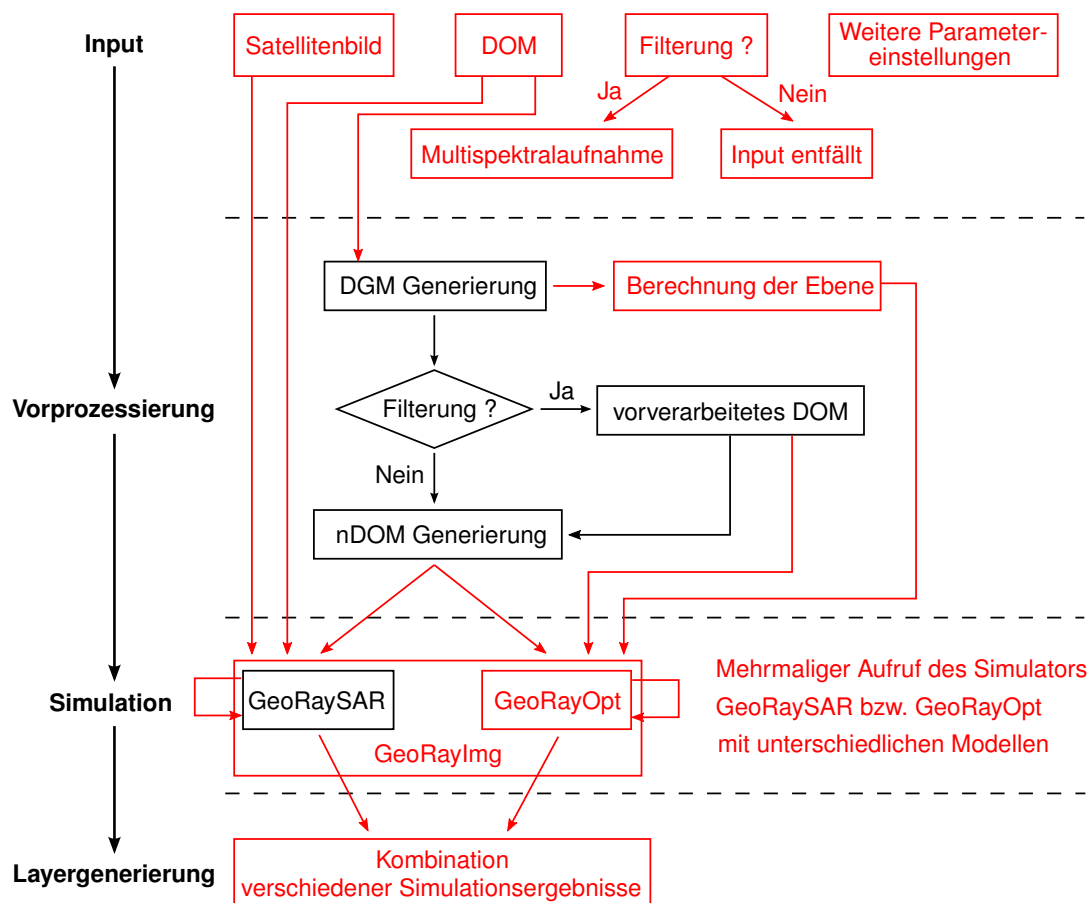 Input
Satellitenbild
DOM
Filterung ?
Weitere Parameter-
einstellungen
Ja
Nein
Multispektralaufnahme
Input entfällt
DGM Generierung
Berechnung der Ebene
Vorprozessierung
Filterung ?
Ja
vorverarbeitetes DOM
Nein
nDOM Generierung
Simulation
GeoRaySAR
GeoRayOpt
GeoRayImg
Mehrmaliger Aufruf des Simulators
GeoRaySAR bzw. GeoRayOpt
mit unterschiedlichen Modellen
Layergenerierung
Kombination
verschiedener Simulationsergebnisse